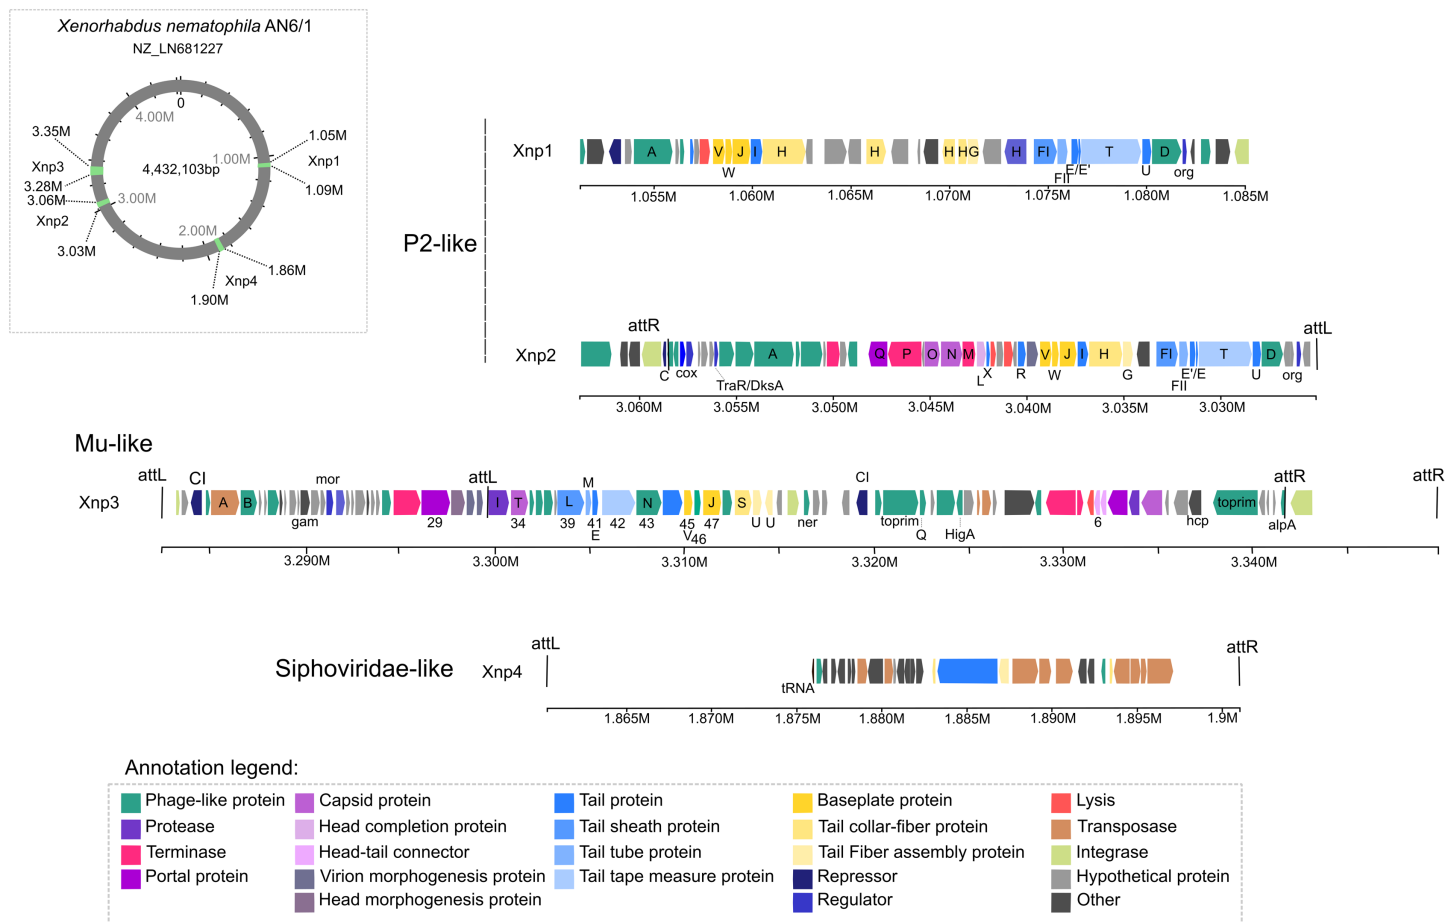 Xenorhabdus nematophila AN6/1
NZ_LN681227
0
4.00M
3.35M
1.05M
1.00M
Xnp3
4,432,103bp
Xnp1
3.28M
1.09M
3.06M
3.00M
Xnp2
2.00M
3.03M
1.86M
Xnp4
1.90M
P2-like
Xnp1
A V J I H H H HG H FI T D
W FII E/E' U org
1.055M 1.060M 1.065M 1.070M 1.075M 1.080M 1.085M
attR attL
Xnp2
A Q P O N M V J I H FI T D
C cox TraR/DksA L X R W G FII E'/E U org
3.060M 3.055M 3.050M 3.045M 3.040M 3.035M 3.030M
Mu-like
attL CI mor attL M CI attR attR
Xnp3
A B I T L N J S toprim
gam 29 34 39 41 42 43 45 47 U U ner toprim HigA 6 hcp alpA
E V 46 Q
3.290M 3.300M 3.310M 3.320M 3.330M 3.340M
Siphoviridae-like
attL attR
Xnp4
tRNA
1.865M 1.870M 1.875M 1.880M 1.885M 1.890M 1.895M 1.9M
Annotation legend:
Phage-like protein Capsid protein Tail protein Baseplate protein Lysis
Protease Head completion protein Tail sheath protein Tail collar-fiber protein Transposase
Terminase Head-tail connector Tail tube protein Tail Fiber assembly protein Integrase
Portal protein Virion morphogenesis protein Tail tape measure protein Repressor Hypothetical protein
Head morphogenesis protein Regulator Other